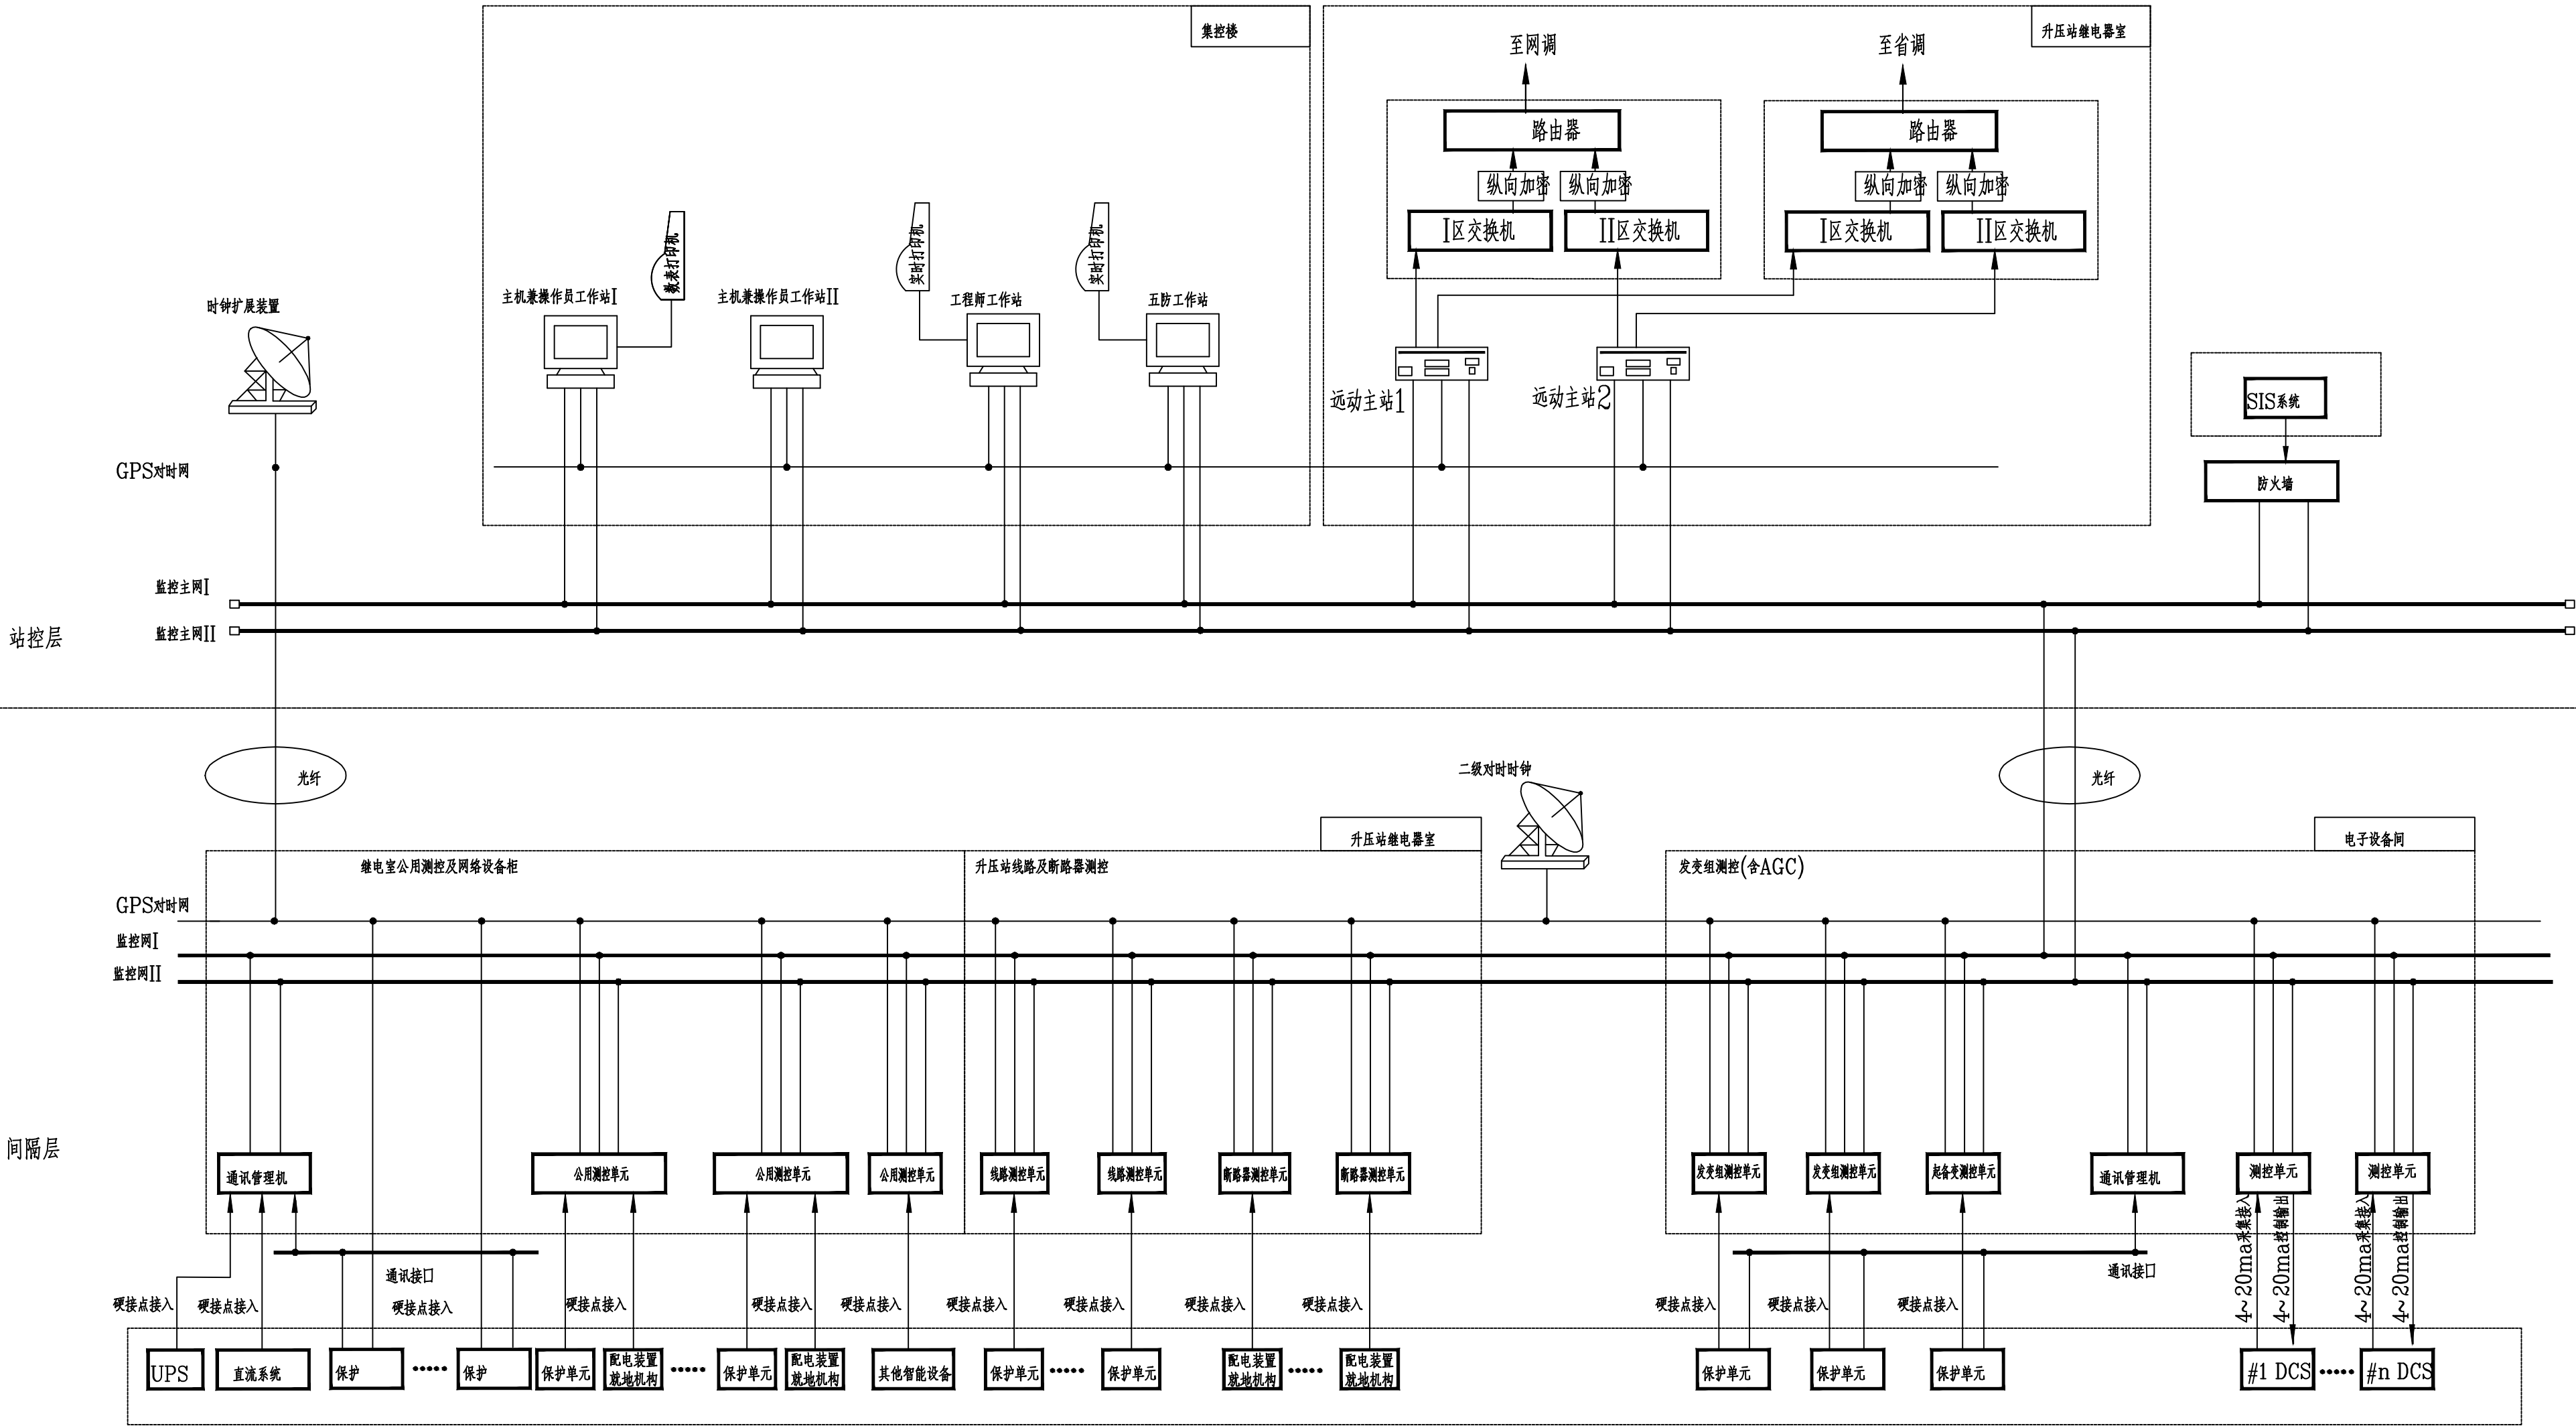 集控楼
升压站继电器室
至网调
至省调
路由器
路由器
纵向加密
纵向加密
纵向加密
纵向加密
I区交换机
II区交换机
I区交换机
II区交换机
数表打印机
实时打印机
实时打印机
时钟扩展装置
主机兼操作员工作站I
主机兼操作员工作站II
工程师工作站
五防工作站
远动主站1
远动主站2
SIS系统
防火墙
GPS对时网
监控主网I
监控主网II
站控层
光纤
二级对时时钟
光纤
升压站继电器室
电子设备间
继电室公用测控及网络设备柜
升压站线路及断路器测控
发变组测控(含AGC)
GPS对时网
监控网I
监控网II
间隔层
通讯管理机
公用测控单元
公用测控单元
公用测控单元
线路测控单元
线路测控单元
断路器测控单元
断路器测控单元
发变组测控单元
发变组测控单元
起备变测控单元
通讯管理机
测控单元
测控单元
4~20ma采集接入
4~20ma控制输出
4~20ma采集接入
4~20ma控制输出
通讯接口
通讯接口
硬接点接入
硬接点接入
硬接点接入
硬接点接入
硬接点接入
硬接点接入
硬接点接入
硬接点接入
硬接点接入
硬接点接入
硬接点接入
硬接点接入
硬接点接入
UPS
直流系统
保护
保护
保护单元
配电装置
就地机构
保护单元
配电装置
就地机构
其他智能设备
保护单元
保护单元
配电装置
就地机构
配电装置
就地机构
保护单元
保护单元
保护单元
#1 DCS
#n DCS